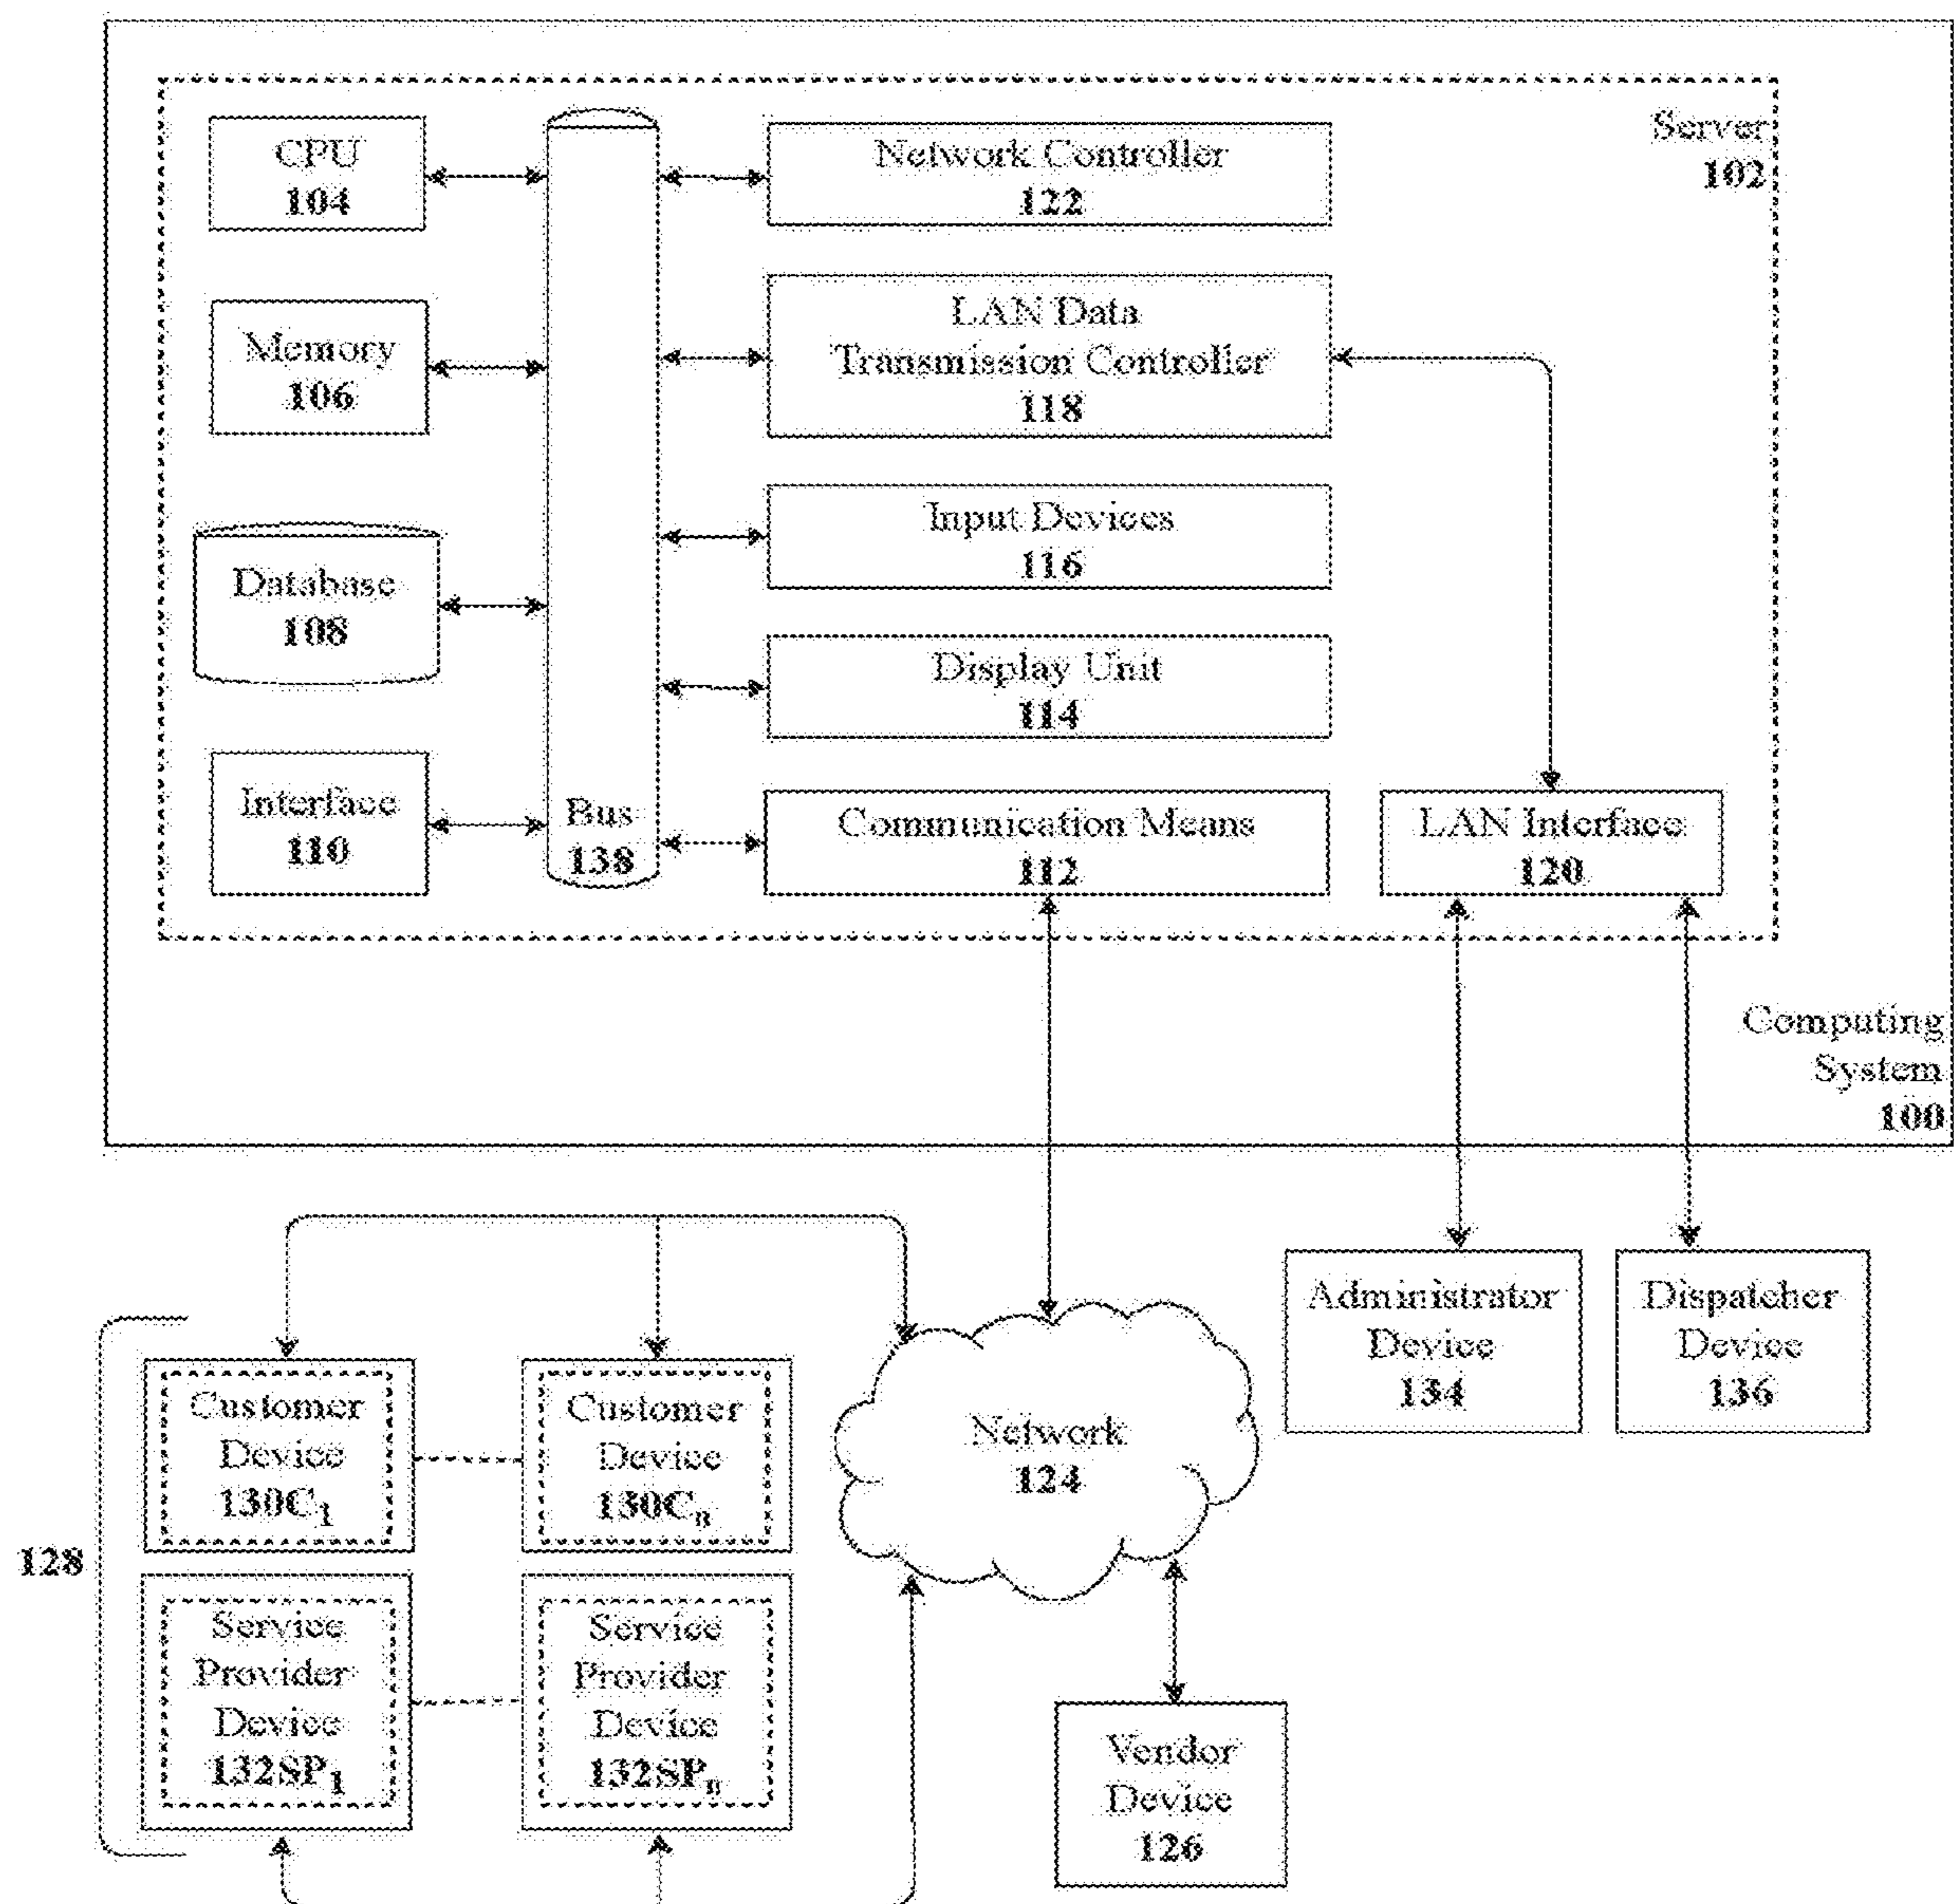 Server
102
CPU
104
Network Controller
122
Memory
106
LAN Data
Transmission Controller
118
Database
108
Input Devices
116
Display Unit
114
Interface
110
Bus
138
Communication Means
112
LAN Interface
120
Computing
System
100
Administrator
Device
134
Dispatcher
Device
136
128
Customer
Device
130C1
Customer
Device
130Cn
Network
124
Service
Provider
Device
132SP1
Service
Provider
Device
132SPn
Vendor
Device
126